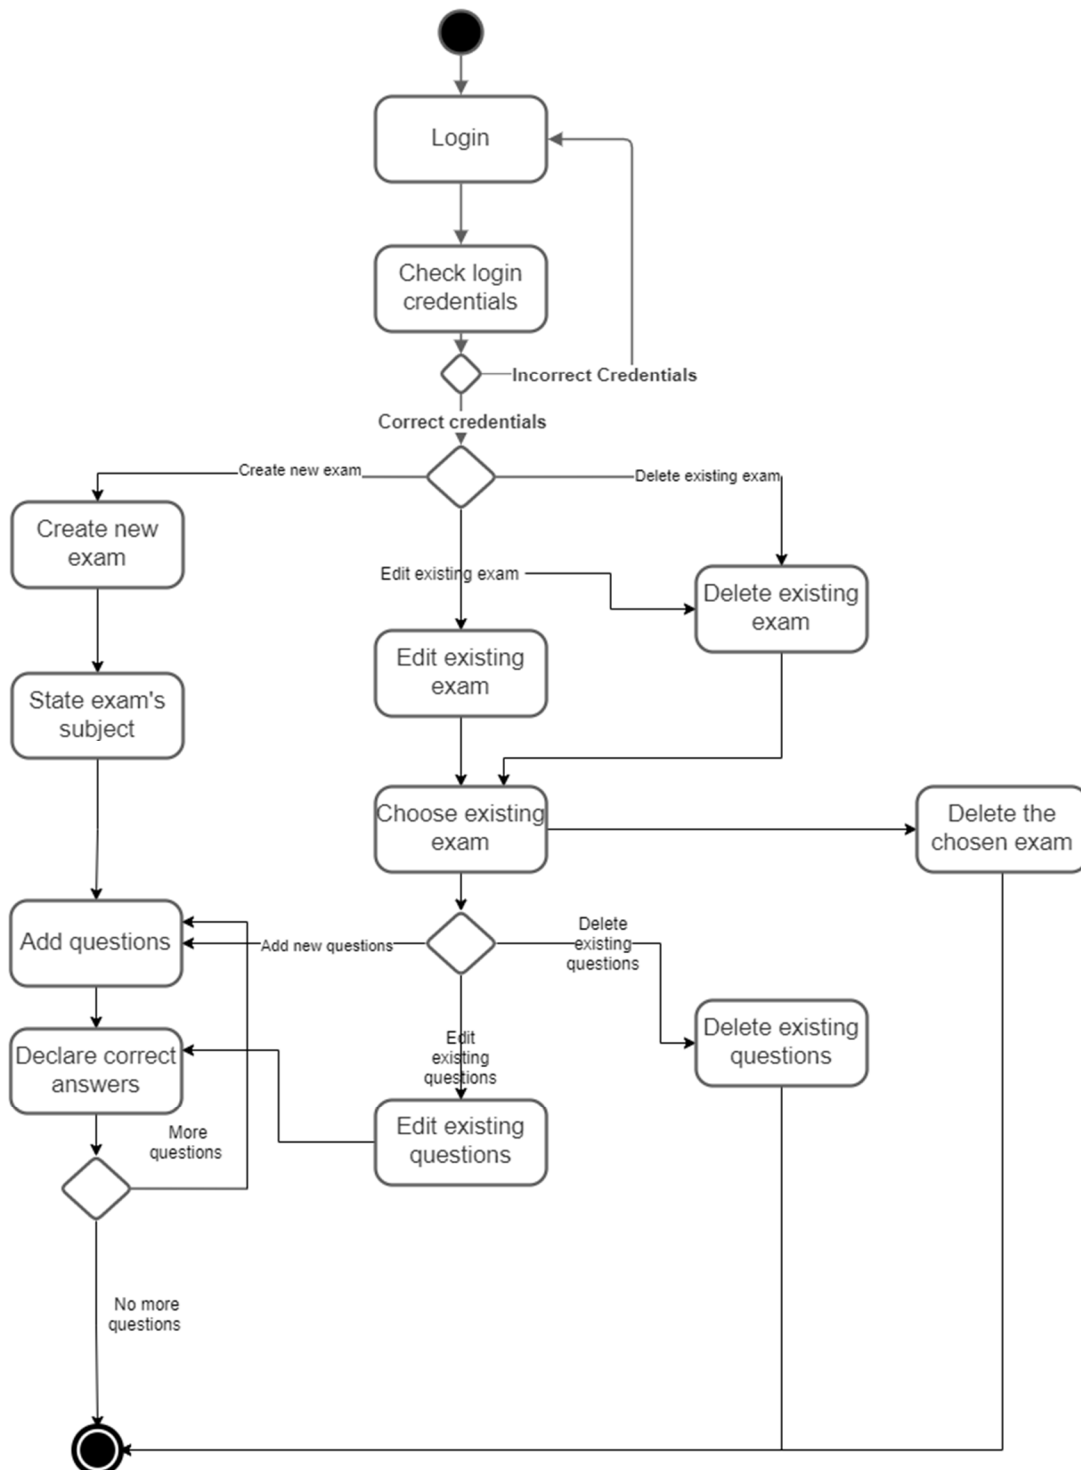 Login
Check login
credentials
Incorrect Credentials
Correct credentials
Create new exam
Delete existing exam
Create new
exam
Edit existing exam
Delete existing
exam
Edit existing
exam
State exam's
subject
Choose existing
exam
Delete the
chosen exam
Add questions
Add new questions
Delete
existing
questions
Declare correct
answers
Edit
existing
questions
Delete existing
questions
More
questions
Edit existing
questions
No more
questions